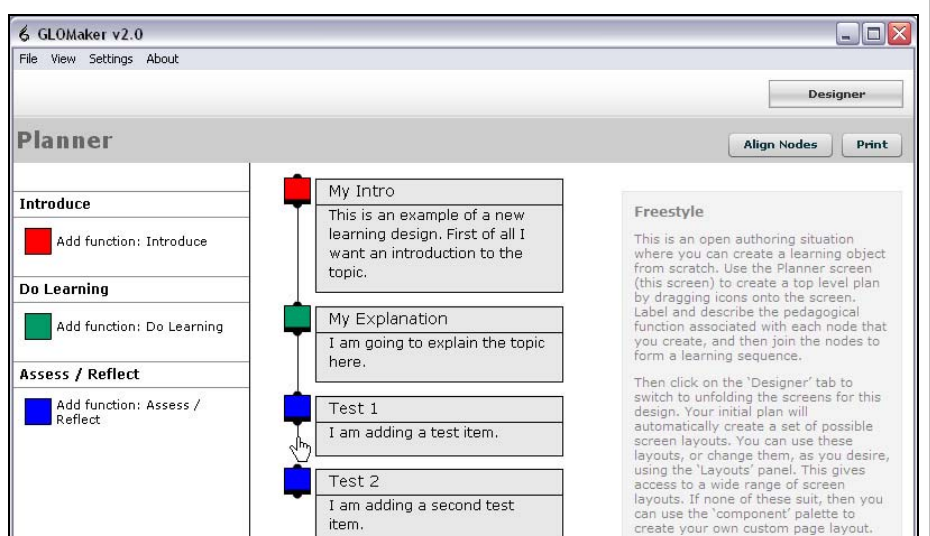 GLOMaker v2.0
File View Settings About
Designer
Planner
Align Nodes
Print
Introduce
Add function: Introduce
Do Learning
Add function: Do Learning
Assess / Reflect
Add function: Assess /
Reflect
My Intro
This is an example of a new
learning design. First of all I
want an introduction to the
topic.
My Explanation
I am going to explain the topic
here.
Test 1
I am adding a test item.
Test 2
I am adding a second test
item.
Freestyle
This is an open authoring situation
where you can create a learning object
from scratch. Use the Planner screen
(this screen) to create a top level plan
by dragging icons onto the screen.
Label and describe the pedagogical
function associated with each node that
you create, and then join the nodes to
form a learning sequence.
Then click on the 'Designer' tab to
switch to unfolding the screens for this
design. Your initial plan will
automatically create a set of possible
screen layouts. You can use these
layouts, or change them, as you desire,
using the 'Layouts' panel. This gives
access to a wide range of screen
layouts. If none of these suit, then you
can use the 'component' palette to
create your own custom page layout.